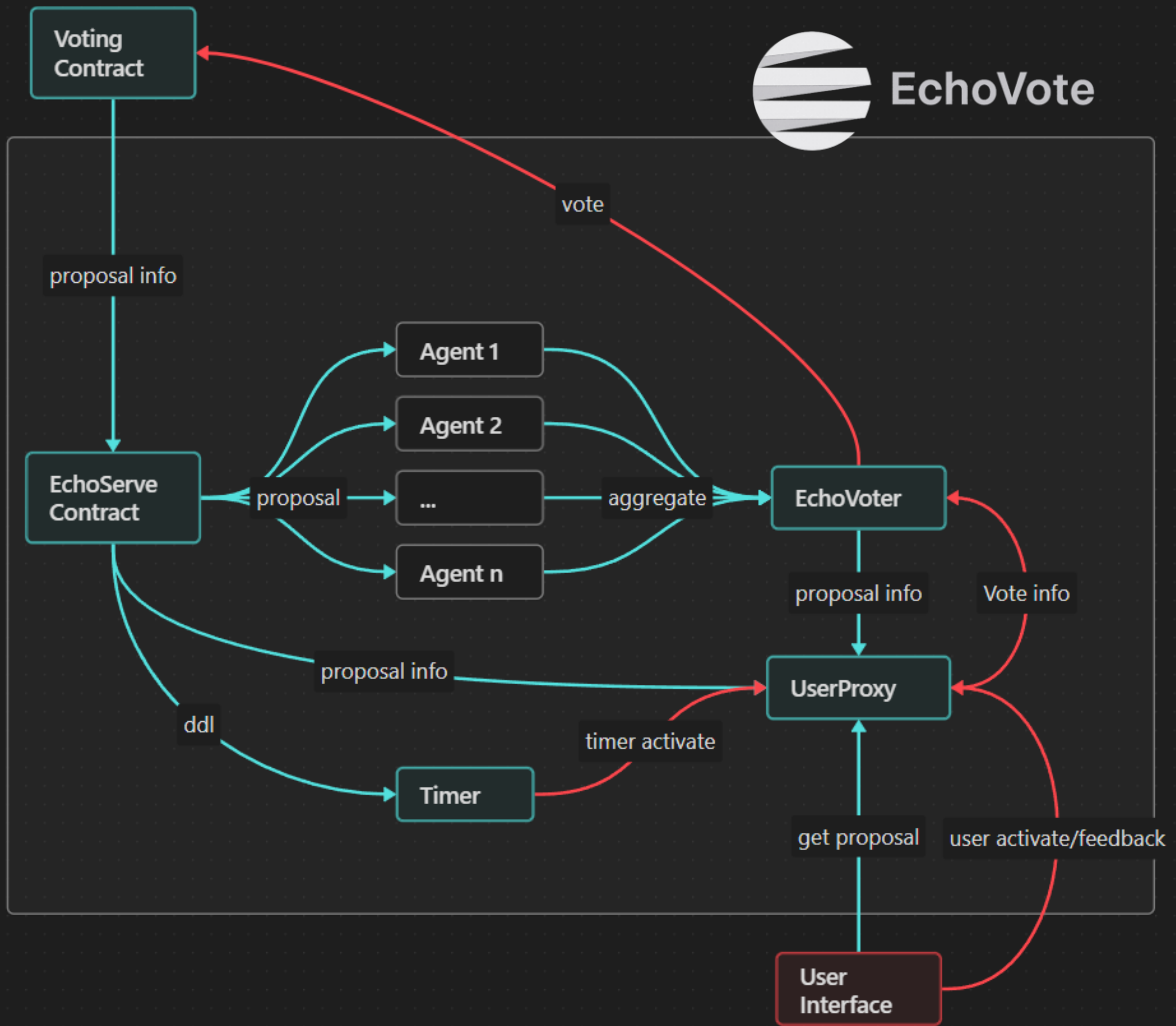 Voting
Contract
EchoVote
vote
proposal info
Agent 1
Agent 2
EchoServe
Contract
proposal
...
aggregate
EchoVoter
Agent n
proposal info
Vote info
proposal info
UserProxy
ddl
timer activate
Timer
get proposal
user activate/feedback
User
Interface